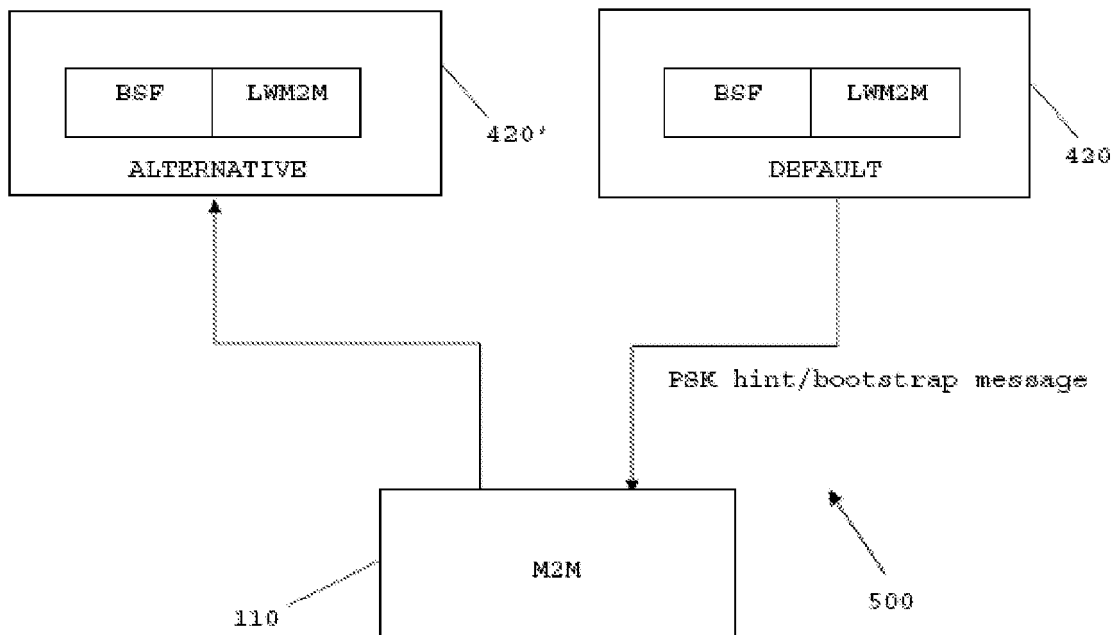 BSF LWM2M
ALTERNATIVE
420'
BSF LWM2M
DEFAULT
420
PSK hint/bootstrap message
M2M
110
500